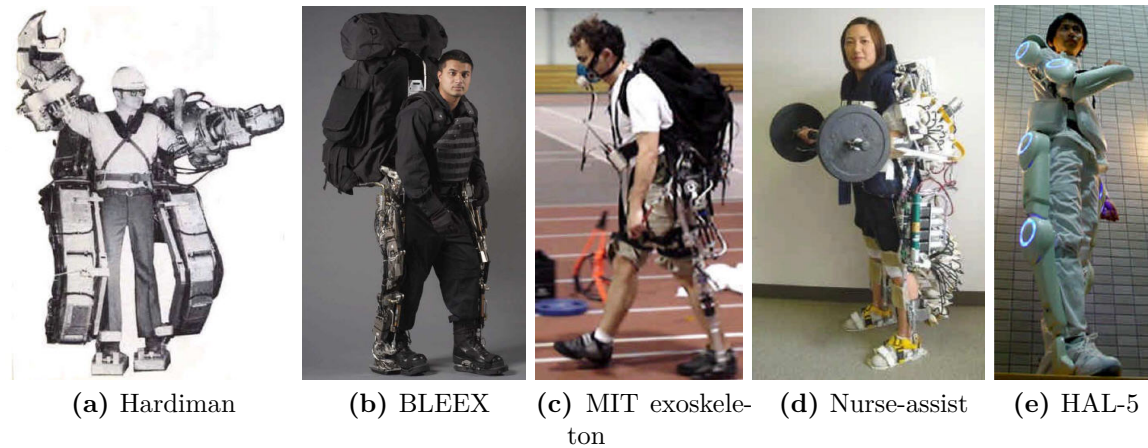 (a) Hardiman
(b) BLEEX
(c) MIT exoskele-
ton
(d) Nurse-assist
(e) HAL-5